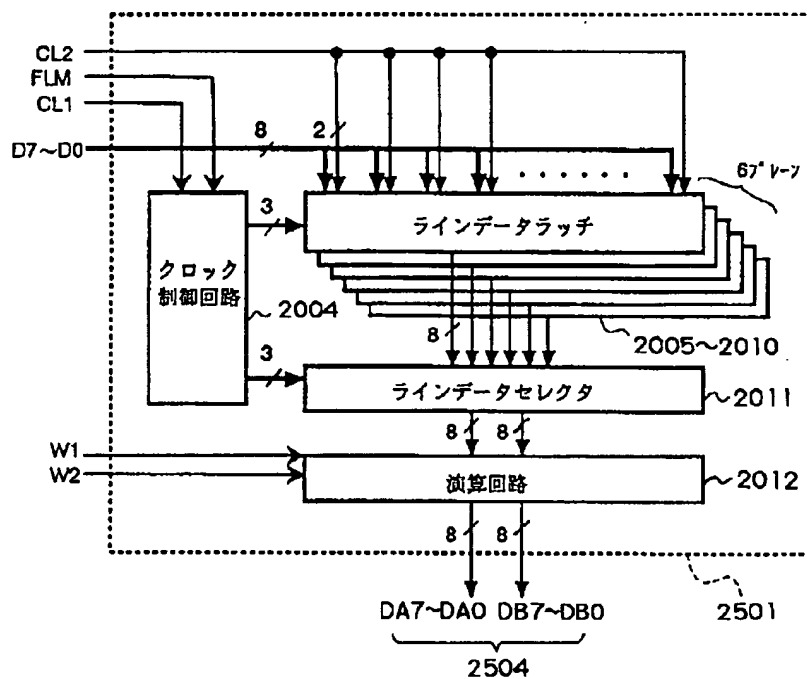 CL2
FLM
CL1
D7~D0
8
2
6プレーン
3
ラインデータラッチ
クロック
制御回路
2004
8
2005~2010
3
ラインデータセレクタ
2011
8
8
W1
W2
演算回路
2012
8
8
DA7~DA0 DB7~DB0
2501
2504